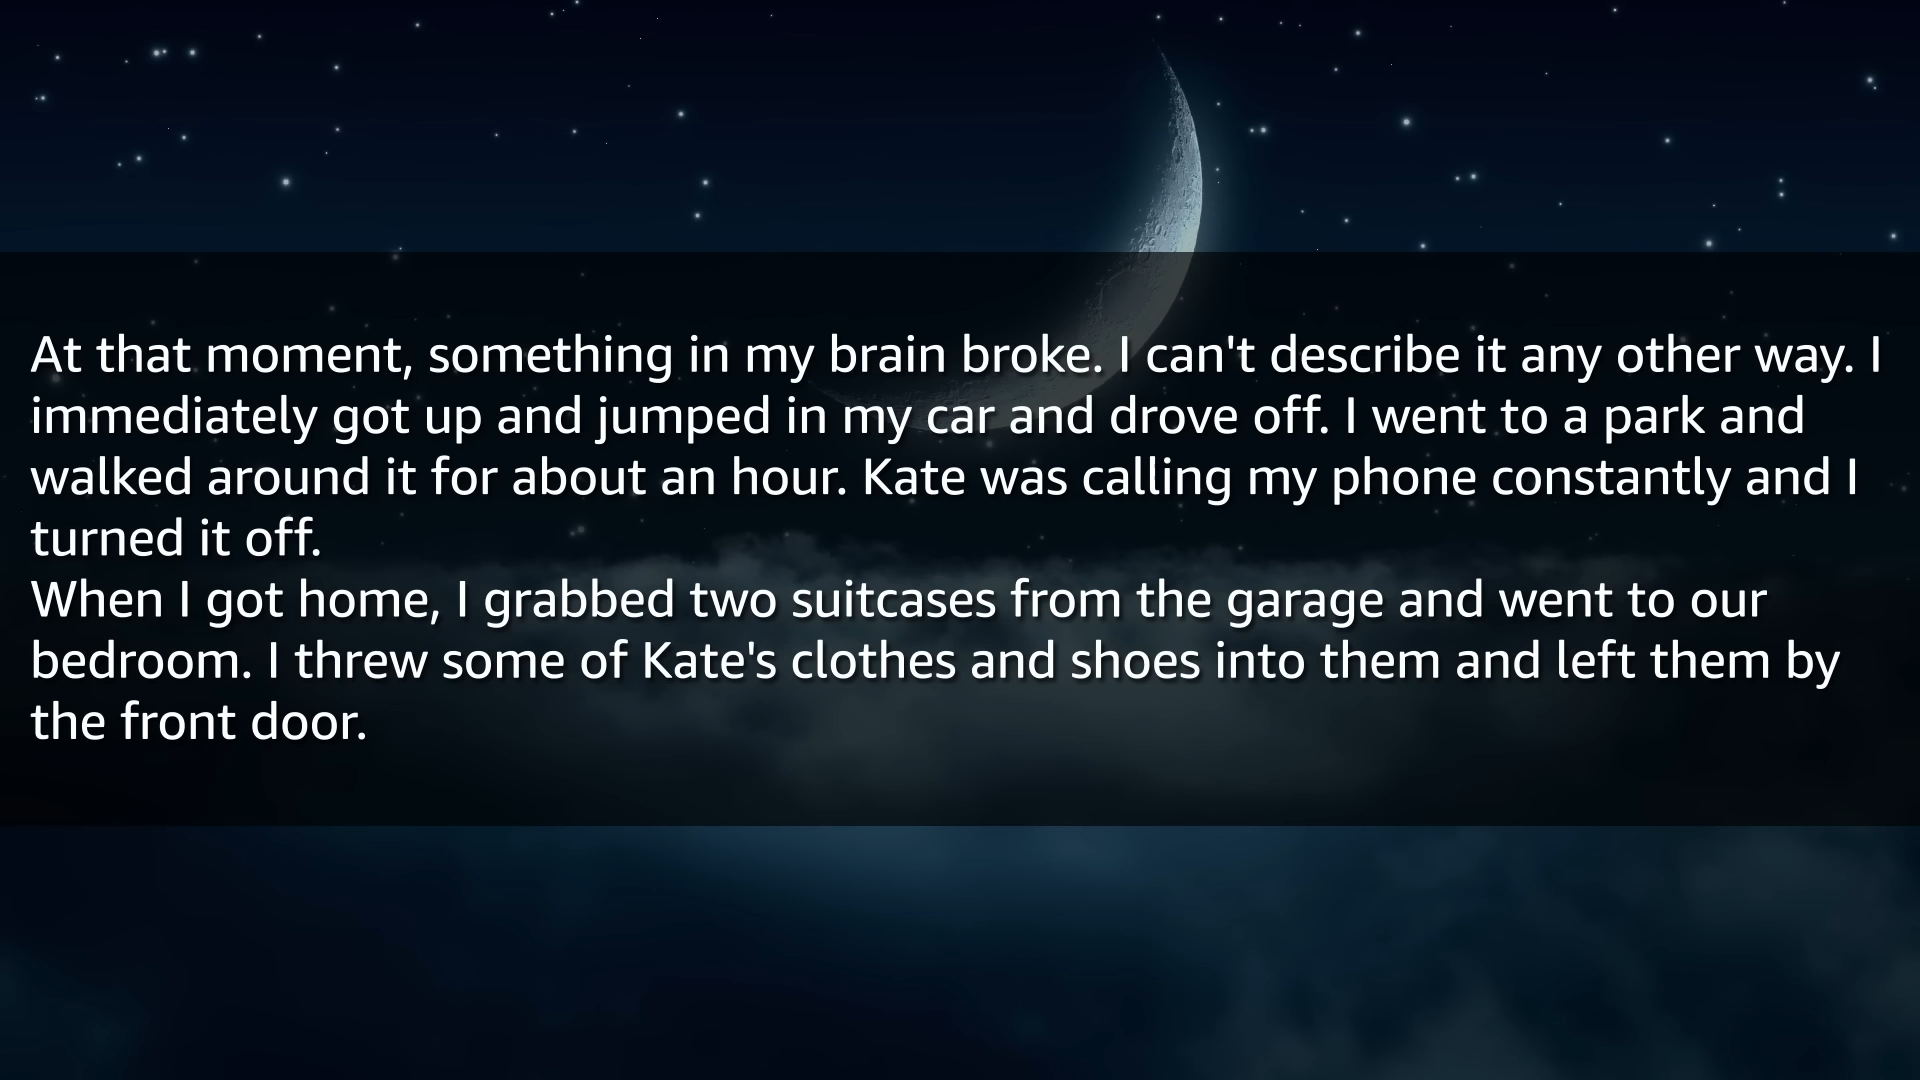 At that moment, something in my brain broke. I can't describe it any other way. I
immediately got up and jumped in my car and drove off. I went to a park and
walked around it for about an hour. Kate was calling my phone constantly and I
turned it off.
When I got home, I grabbed two suitcases from the garage and went to our
bedroom. I threw some of Kate's clothes and shoes into them and left them by
the front door.